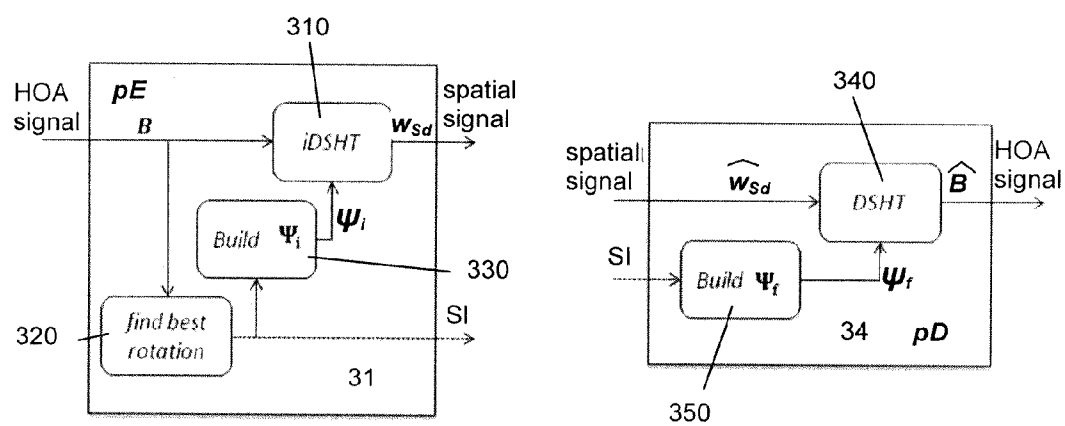 310
HOA
signal
pE
B
iDSHT
w_Sd
spatial
signal
Build Ψ_i
Ψ_i
330
320
find best
rotation
SI
31
340
spatial
signal
ŵ_Sd
DSHT
B̂
HOA
signal
SI
Build Ψ_f
Ψ_f
34
pD
350